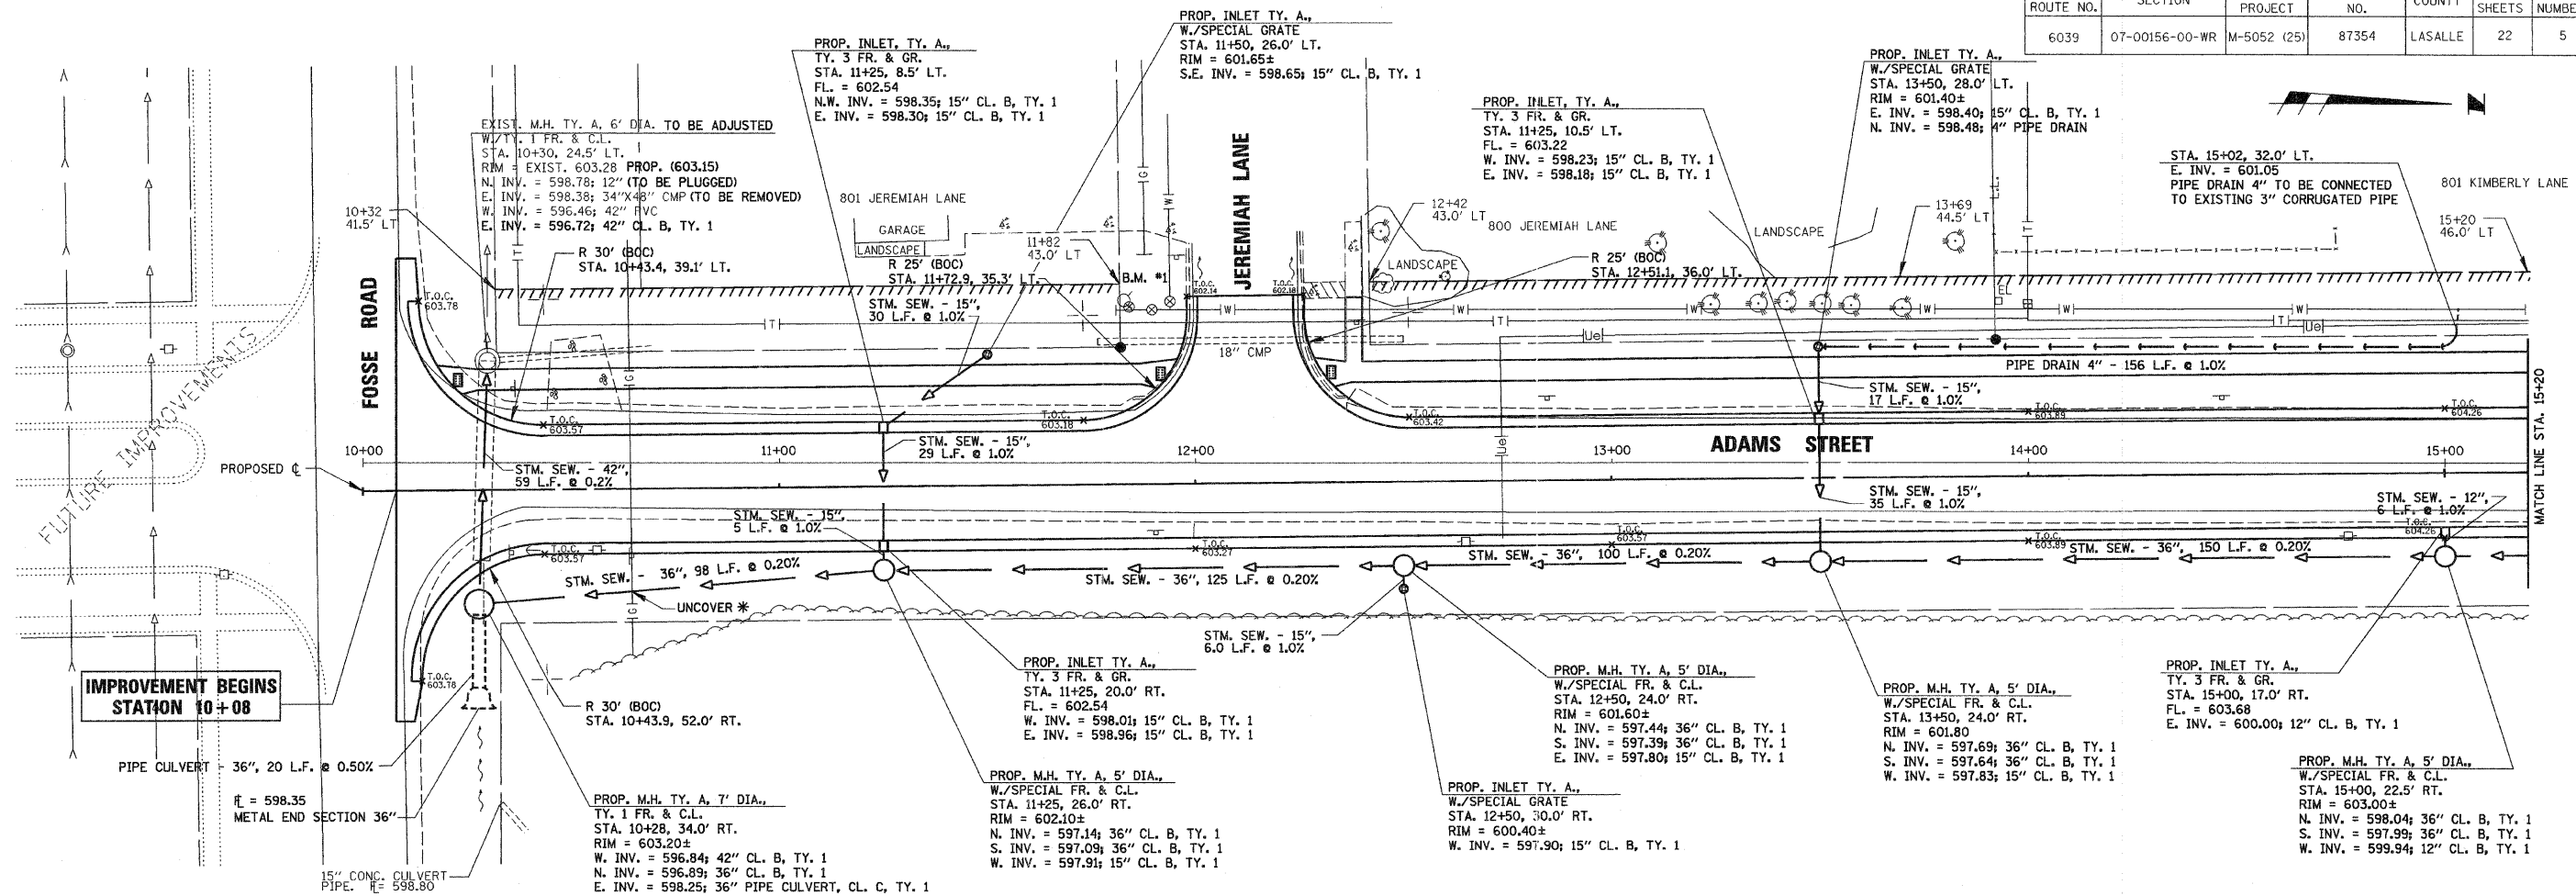 ROUTE NO.
SECTION
PROJECT
NO.
COUNTY
SHEETS
NUMBE
6039
07-00156-00-WR
M-5052 (25)
87354
LASALLE
22
5
PROP. INLET TY. A.,
W./SPECIAL GRATE
STA. 11+50, 26.0' LT.
RIM = 601.65±
S.E. INV. = 598.65; 15" CL. B, TY. 1
PROP. INLET, TY. A.,
TY. 3 FR. & GR.
STA. 11+25, 8.5' LT.
FL. = 602.54
N.W. INV. = 598.35; 15" CL. B, TY. 1
E. INV. = 598.30; 15" CL. B, TY. 1
PROP. INLET TY. A.,
W./SPECIAL GRATE
STA. 13+50, 28.0' LT.
RIM = 601.40±
E. INV. = 598.40; 15" CL. B, TY. 1
N. INV. = 598.48; 4" PIPE DRAIN
PROP. INLET, TY. A.,
TY. 3 FR. & GR.
STA. 11+25, 10.5' LT.
FL. = 603.22
W. INV. = 598.23; 15" CL. B, TY. 1
E. INV. = 598.18; 15" CL. B, TY. 1
N
EXIST. M.H. TY. A, 6' DIA. TO BE ADJUSTED
W/TY. 1 FR. & C.L.
STA. 10+30, 24.5' LT.
RIM = EXIST. 603.28 PROP. (603.15)
N. INV. = 598.78; 12" (TO BE PLUGGED)
E. INV. = 598.38; 34"X48" CMP (TO BE REMOVED)
W. INV. = 596.46; 42" PVC
E. INV. = 596.72; 42" CL. B, TY. 1
STA. 15+02, 32.0' LT.
E. INV. = 601.05
PIPE DRAIN 4" TO BE CONNECTED
TO EXISTING 3" CORRUGATED PIPE
801 KIMBERLY LANE
15+20
46.0' LT
10+32
41.5' LT
801 JEREMIAH LANE
GARAGE
LANDSCAPE
11+82
43.0' LT
B.M. #1
JEREMIAH LANE
12+42
43.0' LT
800 JEREMIAH LANE
LANDSCAPE
LANDSCAPE
13+69
44.5' LT
R 30' (BOC)
STA. 10+43.4, 39.1' LT.
R 25' (BOC)
STA. 11+72.9, 35.3' LT.
R 25' (BOC)
STA. 12+51.1, 36.0' LT.
STM. SEW. - 15",
30 L.F. @ 1.0%
T.O.C.
603.78
T.O.C.
602.14
T.O.C.
602.18
18" CMP
FOSSE ROAD
FUTURE IMPROVEMENTS
PIPE DRAIN 4" - 156 L.F. @ 1.0%
STM. SEW. - 15",
17 L.F. @ 1.0%
T.O.C.
603.57
T.O.C.
603.18
T.O.C.
603.42
T.O.C.
603.89
T.O.C.
604.26
STM. SEW. - 15",
29 L.F. @ 1.0%
ADAMS STREET
10+00
11+00
12+00
13+00
14+00
15+00
MATCH LINE STA. 15+20
PROPOSED ℄
STM. SEW. - 42",
59 L.F. @ 0.2%
STM. SEW. - 15",
5 L.F. @ 1.0%
STM. SEW. - 15",
35 L.F. @ 1.0%
STM. SEW. - 12",
6 L.F. @ 1.0%
T.O.C.
603.57
T.O.C.
603.27
T.O.C.
603.57
T.O.C.
603.89
T.O.C.
604.26
STM. SEW. - 36", 98 L.F. @ 0.20%
STM. SEW. - 36", 125 L.F. @ 0.20%
STM. SEW. - 36", 100 L.F. @ 0.20%
STM. SEW. - 36", 150 L.F. @ 0.20%
UNCOVER *
STM. SEW. - 15",
6.0 L.F. @ 1.0%
T.O.C.
603.78
IMPROVEMENT BEGINS
STATION 10+08
R 30' (BOC)
STA. 10+43.9, 52.0' RT.
PIPE CULVERT - 36", 20 L.F. @ 0.50%
FL = 598.35
METAL END SECTION 36"
15" CONC. CULVERT
PIPE. FL= 598.80
PROP. M.H. TY. A, 7' DIA.,
TY. 1 FR. & C.L.
STA. 10+28, 34.0' RT.
RIM = 603.20±
W. INV. = 596.84; 42" CL. B, TY. 1
N. INV. = 596.89; 36" CL. B, TY. 1
E. INV. = 598.25; 36" PIPE CULVERT, CL. C, TY. 1
PROP. INLET TY. A.,
TY. 3 FR. & GR.
STA. 11+25, 20.0' RT.
FL. = 602.54
W. INV. = 598.01; 15" CL. B, TY. 1
E. INV. = 598.96; 15" CL. B, TY. 1
PROP. M.H. TY. A, 5' DIA.,
W./SPECIAL FR. & C.L.
STA. 11+25, 26.0' RT.
RIM = 602.10±
N. INV. = 597.14; 36" CL. B, TY. 1
S. INV. = 597.09; 36" CL. B, TY. 1
W. INV. = 597.91; 15" CL. B, TY. 1
PROP. M.H. TY. A, 5' DIA.,
W./SPECIAL FR. & C.L.
STA. 12+50, 24.0' RT.
RIM = 601.60±
N. INV. = 597.44; 36" CL. B, TY. 1
S. INV. = 597.39; 36" CL. B, TY. 1
E. INV. = 597.80; 15" CL. B, TY. 1
PROP. INLET TY. A.,
W./SPECIAL GRATE
STA. 12+50, 30.0' RT.
RIM = 600.40±
W. INV. = 597.90; 15" CL. B, TY. 1
PROP. M.H. TY. A, 5' DIA.,
W./SPECIAL FR. & C.L.
STA. 13+50, 24.0' RT.
RIM = 601.80
N. INV. = 597.69; 36" CL. B, TY. 1
S. INV. = 597.64; 36" CL. B, TY. 1
W. INV. = 597.83; 15" CL. B, TY. 1
PROP. INLET TY. A.,
TY. 3 FR. & GR.
STA. 15+00, 17.0' RT.
FL. = 603.68
E. INV. = 600.00; 12" CL. B, TY. 1
PROP. M.H. TY. A, 5' DIA.,
W./SPECIAL FR. & C.L.
STA. 15+00, 22.5' RT.
RIM = 603.00±
N. INV. = 598.04; 36" CL. B, TY. 1
S. INV. = 597.99; 36" CL. B, TY. 1
W. INV. = 599.94; 12" CL. B, TY. 1